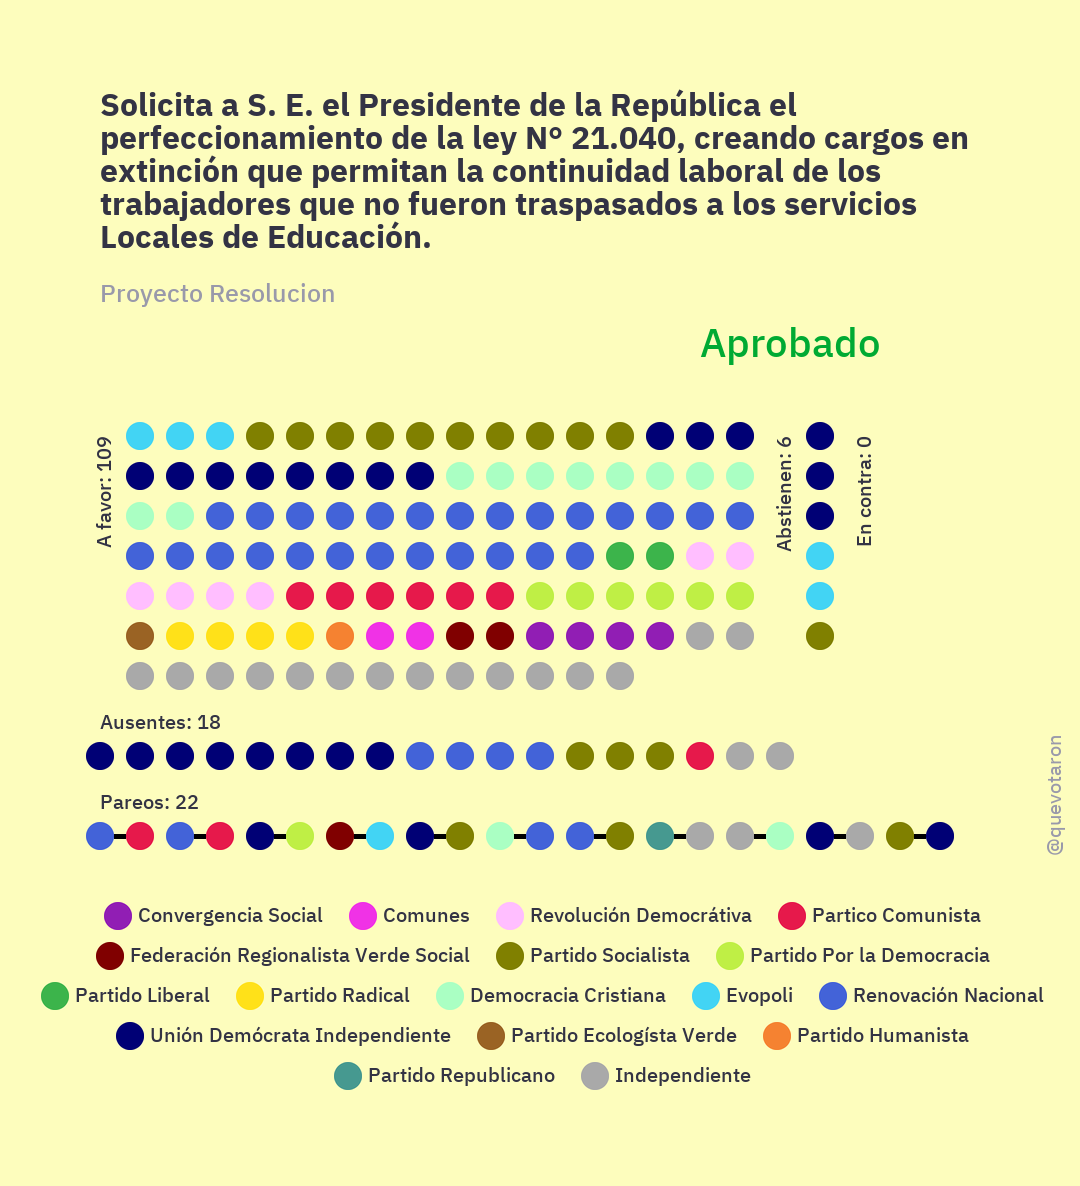 Solicita a S. E. el Presidente de la República el
perfeccionamiento de la ley N° 21.040, creando cargos en
extinción que permitan la continuidad laboral de los
trabajadores que no fueron traspasados a los servicios
Locales de Educación.
Proyecto Resolucion
Aprobado
A favor: 109
Abstienen: 6
En contra: 0
Ausentes: 18
Pareos: 22
@quevotaron
Convergencia Social
Comunes
Revolución Democrátiva
Partico Comunista
Federación Regionalista Verde Social
Partido Socialista
Partido Por la Democracia
Partido Liberal
Partido Radical
Democracia Cristiana
Evopoli
Renovación Nacional
Unión Demócrata Independiente
Partido Ecologísta Verde
Partido Humanista
Partido Republicano
Independiente